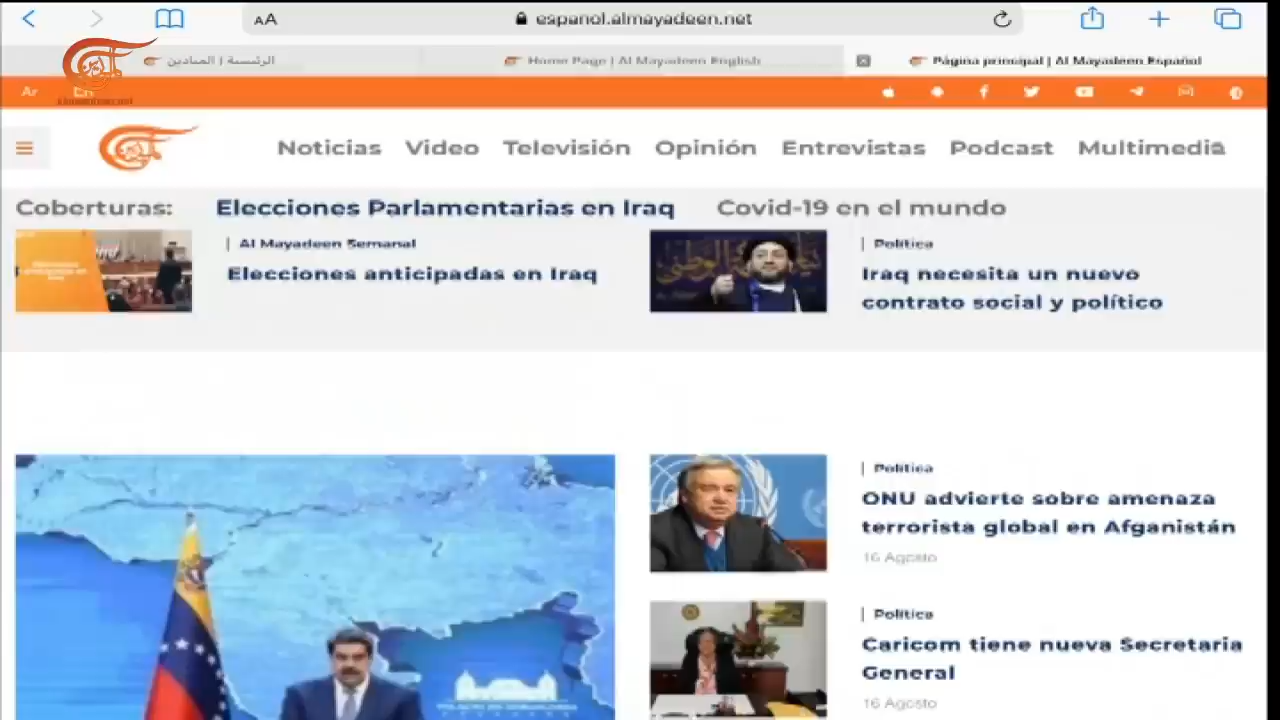 AA
espanol.almayadeen.net
الرئيسية | الميادين
Home Page | Al Mayadeen English
Página principal | Al Mayadeen Español
Ar
En
Noticias Video Televisión Opinión Entrevistas Podcast Multimedia
Coberturas: Elecciones Parlamentarias en Iraq Covid-19 en el mundo
| Al Mayadeen Semanal
Elecciones anticipadas en Iraq
| Política
Iraq necesita un nuevo
contrato social y político
| Política
ONU advierte sobre amenaza
terrorista global en Afganistán
16 Agosto
| Política
Caricom tiene nueva Secretaria
General
16 Agosto